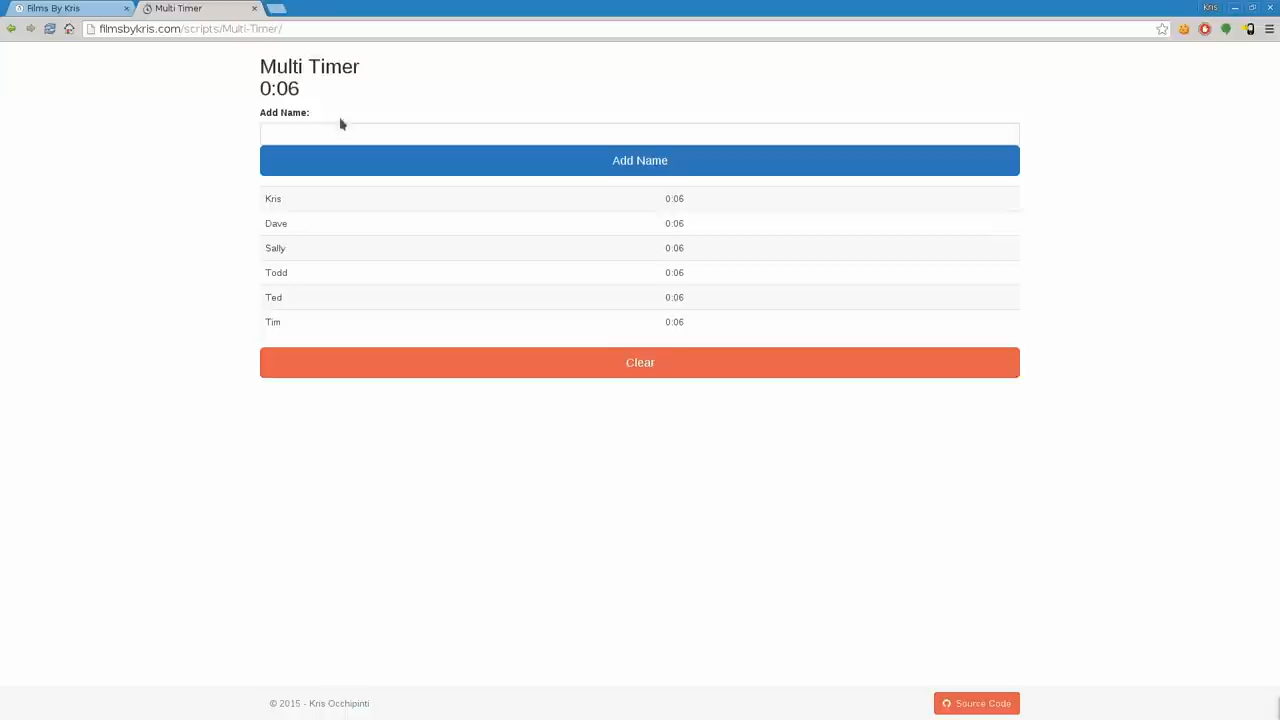 Films By Kris
Multi Timer
Kris
filmsbykris.com/scripts/Multi-Timer/
Multi Timer
0:06
Add Name:
Add Name
Kris 0:06
Dave 0:06
Sally 0:06
Todd 0:06
Ted 0:06
Tim 0:06
Clear
© 2015 - Kris Occhipinti
Source Code